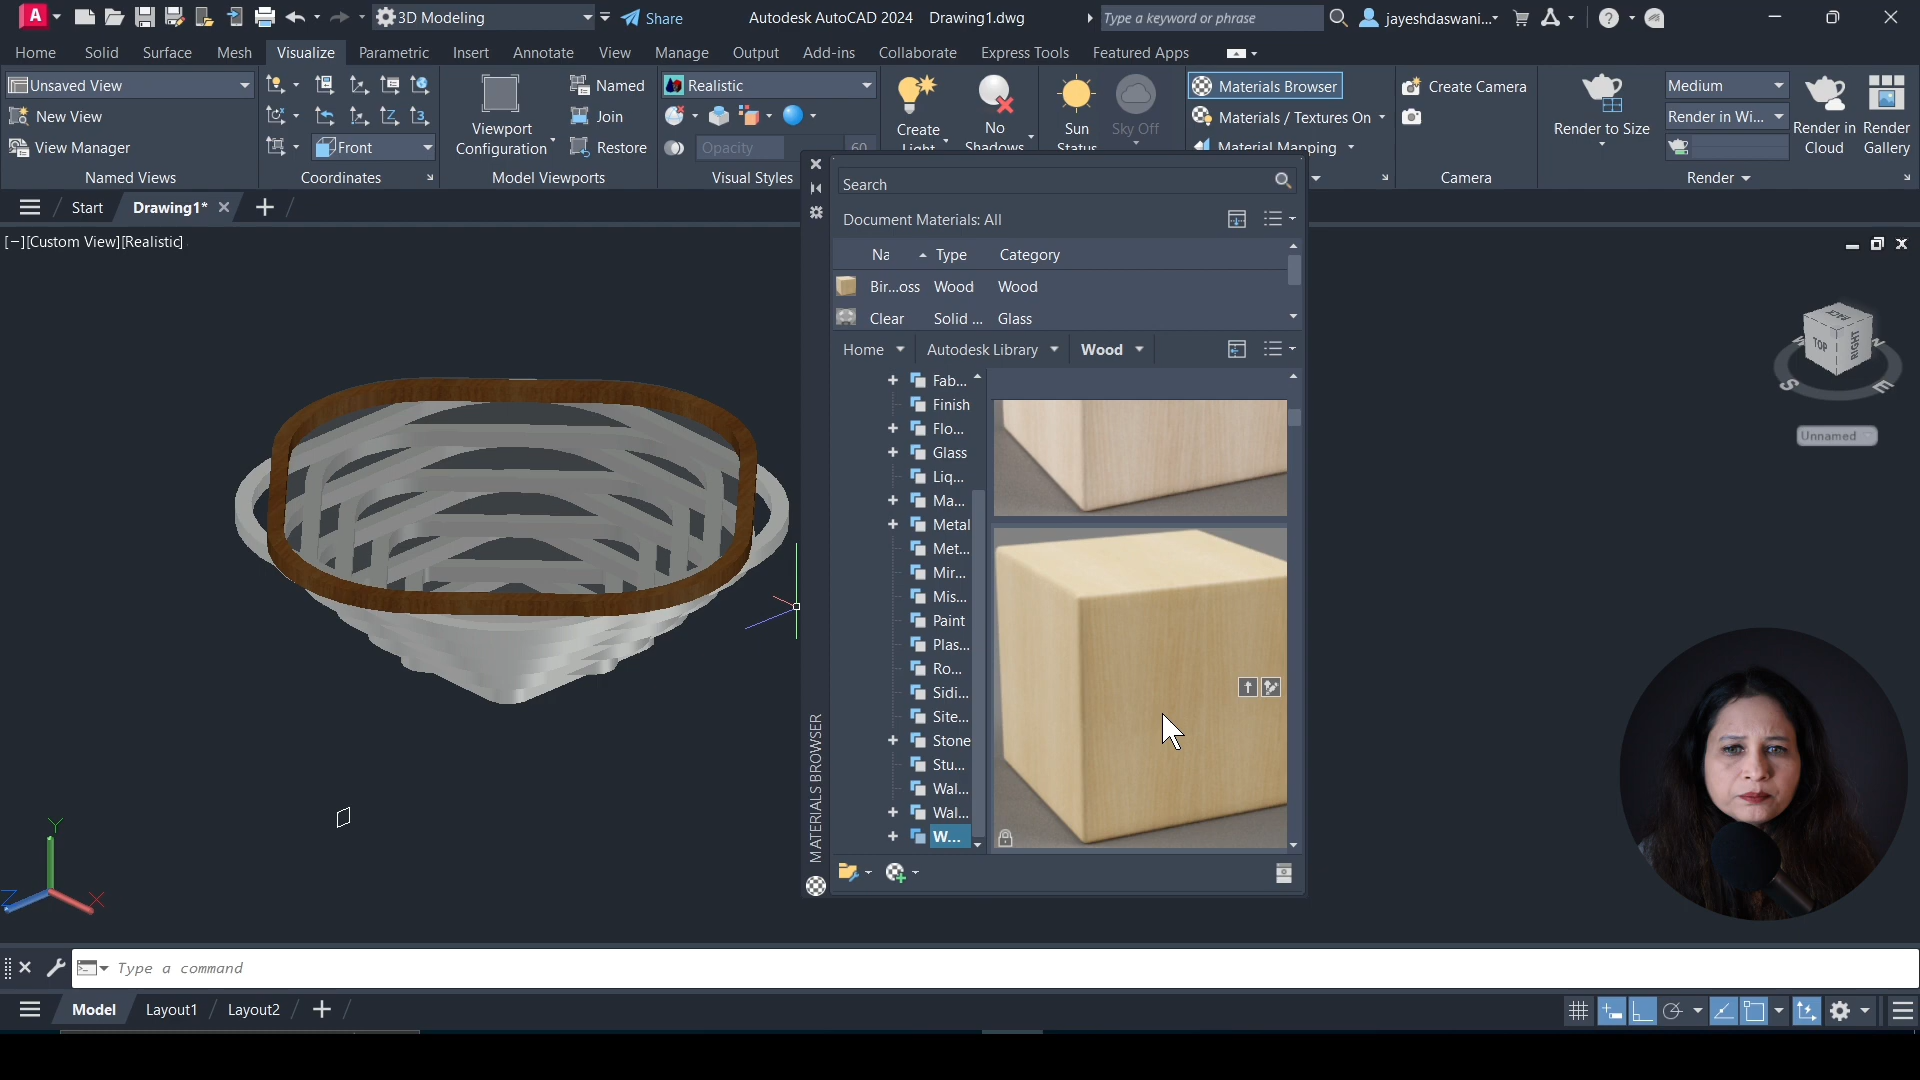 A 3D Modeling Share Autodesk AutoCAD 2024 Drawing1.dwg Type a keyword or phrase jayeshdaswani...
Home Solid Surface Mesh Visualize Parametric Insert Annotate View Manage Output Add-ins Collaborate Express Tools Featured Apps
Unsaved View
New View
View Manager
Named Views
Front
Coordinates
Viewport
Configuration
Named
Join
Restore
Model Viewports
Realistic
Opacity 60
Visual Styles
Create
Light
No
Shadows
Sun
Status
Sky Off
Materials Browser
Materials / Textures On
Material Mapping
Create Camera
Camera
Render to Size
Medium
Render in Wi...
Render in
Cloud
Render
Gallery
Render
Start Drawing1*
[−][Custom View][Realistic]
Search
Document Materials: All
Na Type Category
Bir...oss Wood Wood
Clear Solid ... Glass
Home Autodesk Library Wood
Fab...
Finish
Flo...
Glass
Liq...
Ma...
Metal
Met...
Mir...
Mis...
Paint
Plas...
Ro...
Sidi...
Site...
Stone
Stu...
Wal...
Wal...
W...
MATERIALS BROWSER
BACK
TOP
RIGHT
S
E
Unnamed
Y
X
Z
Type a command
Model Layout1 Layout2